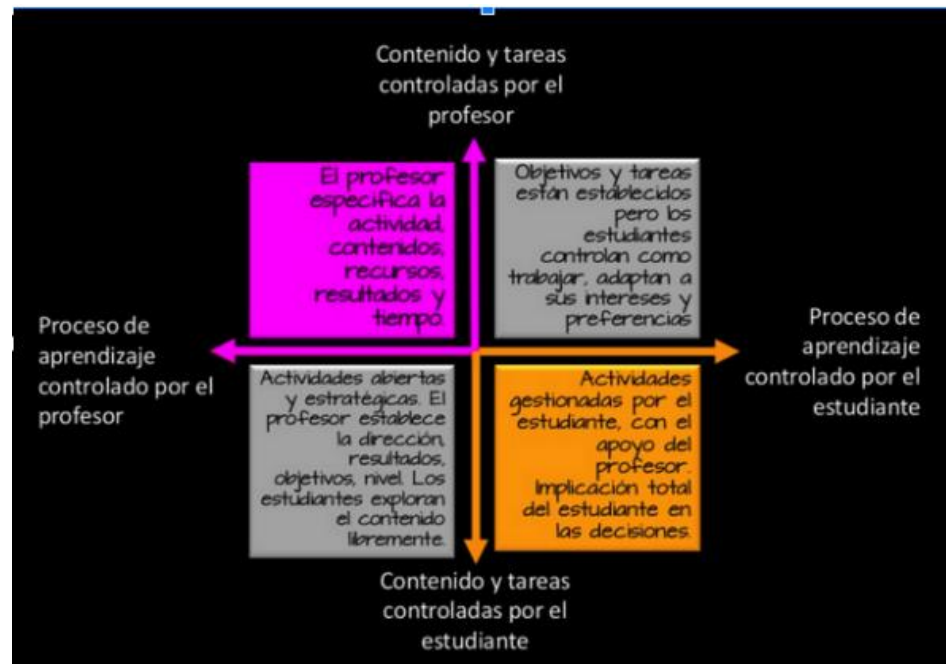 Contenido y tareas
controladas por el
profesor
El profesor
especifica la
actividad,
contenidos,
recursos,
resultados y
tiempo.
Objetivos y tareas
están establecidos
pero los
estudiantes
controlan como
trabajar, adaptan a
sus intereses y
preferencias
Proceso de
aprendizaje
controlado por el
profesor
Proceso de
aprendizaje
controlado por el
estudiante
Actividades abiertas
y estratégicas. El
profesor establece
la dirección,
resultados,
objetivos, nivel. Los
estudiantes exploran
el contenido
libremente.
Actividades
gestionadas por el
estudiante, con el
apoyo del
profesor.
Implicación total
del estudiante en
las decisiones.
Contenido y tareas
controladas por el
estudiante